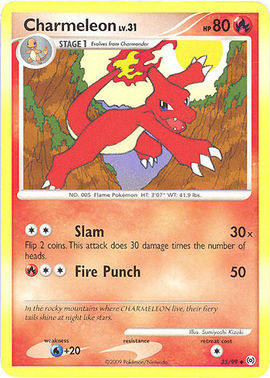 Charmeleon LV.31 HP 80
STAGE 1 Evolves from Charmander
NO. 005 Flame Pokémon HT: 3'07" WT: 41.9 lbs.
Slam 30×
Flip 2 coins. This attack does 30 damage times the number of
heads.
Fire Punch 50
In the rocky mountains where CHARMELEON live, their fiery
tails shine at night like stars.
Illus. Sumiyoshi Kizuki
weakness resistance retreat cost
+20
©2009 Pokémon/Nintendo 35/99